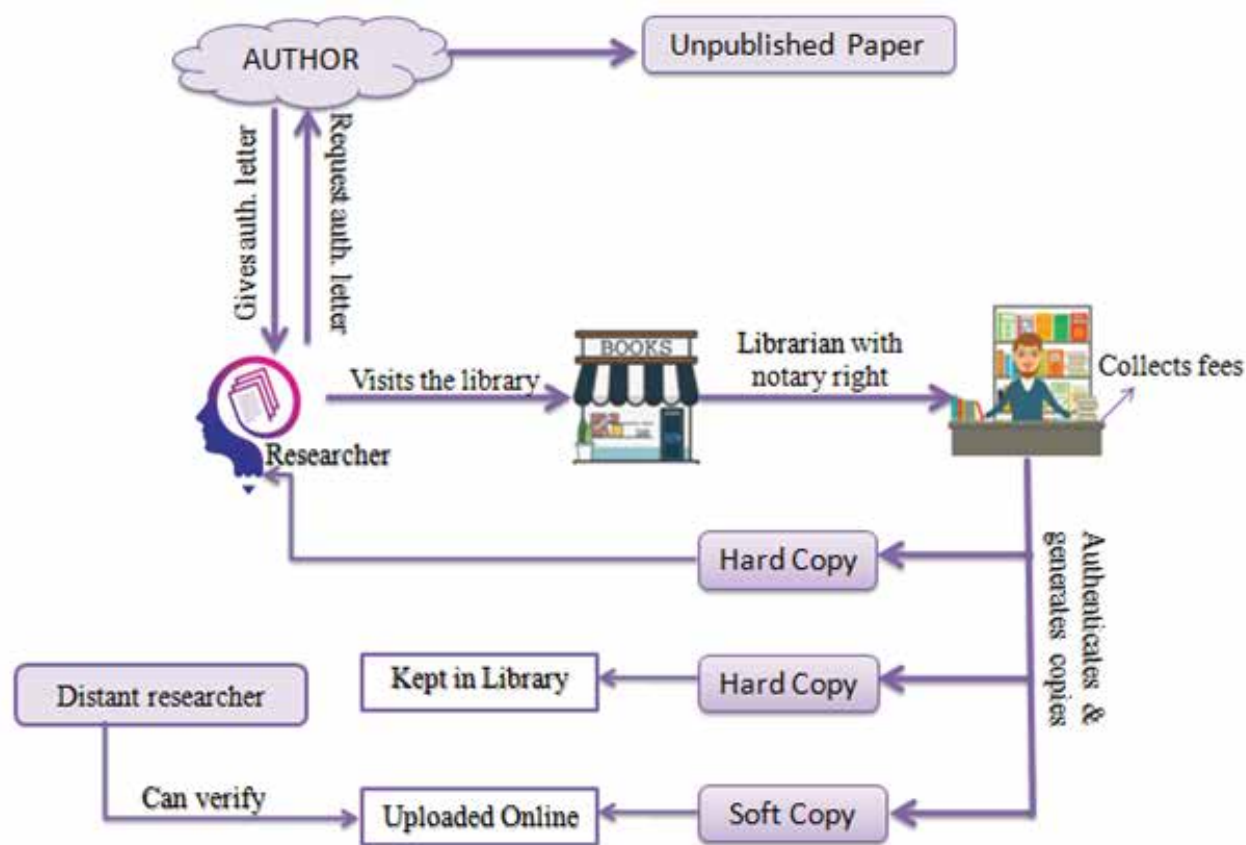 AUTHOR
Unpublished Paper
Gives auth. letter
Request auth. letter
BOOKS
Librarian with
notary right
Collects fees
Visits the library
Researcher
Authenticates &
generates copies
Hard Copy
Kept in Library
Hard Copy
Distant researcher
Can verify
Uploaded Online
Soft Copy